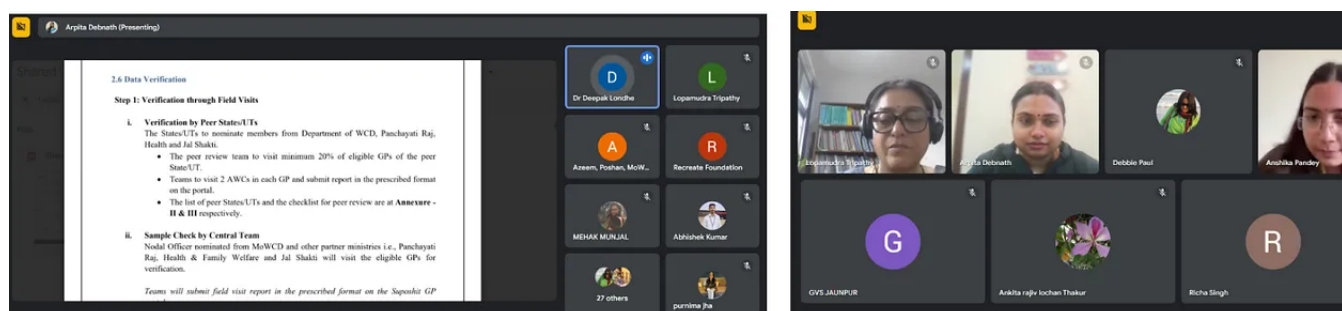 Arpita Debnath (Presenting)
2.6 Data Verification
Step 1: Verification through Field Visits
i. Verification by Peer States/UTs
The States/UTs to nominate members from Department of WCD, Panchayati Raj,
Health and Jal Shakti.
• The peer review team to visit minimum 20% of eligible GPs of the peer
State/UT.
• Teams to visit 2 AWCs in each GP and submit report in the prescribed format
on the portal.
• The list of peer States/UTs and the checklist for peer review are at Annexure -
II & III respectively.
ii. Sample Check by Central Team
Nodal Officer nominated from MoWCD and other partner ministries i.e., Panchayati
Raj, Health & Family Welfare and Jal Shakti will visit the eligible GPs for
verification.
Teams will submit field visit report in the prescribed format on the Suposhit GP
D
Dr Deepak Londhe
L
Lopamudra Tripathy
A
Azeem, Poshan, MoW...
R
Recreate Foundation
MEHAK MUNJAL
Abhishek Kumar
27 others
purnima jha
Lopamudra Tripathy
Arpita Debnath
Debbie Paul
Anshika Pandey
G
GVS JAUNPUR
Ankita rajiv lochan Thakur
R
Richa Singh